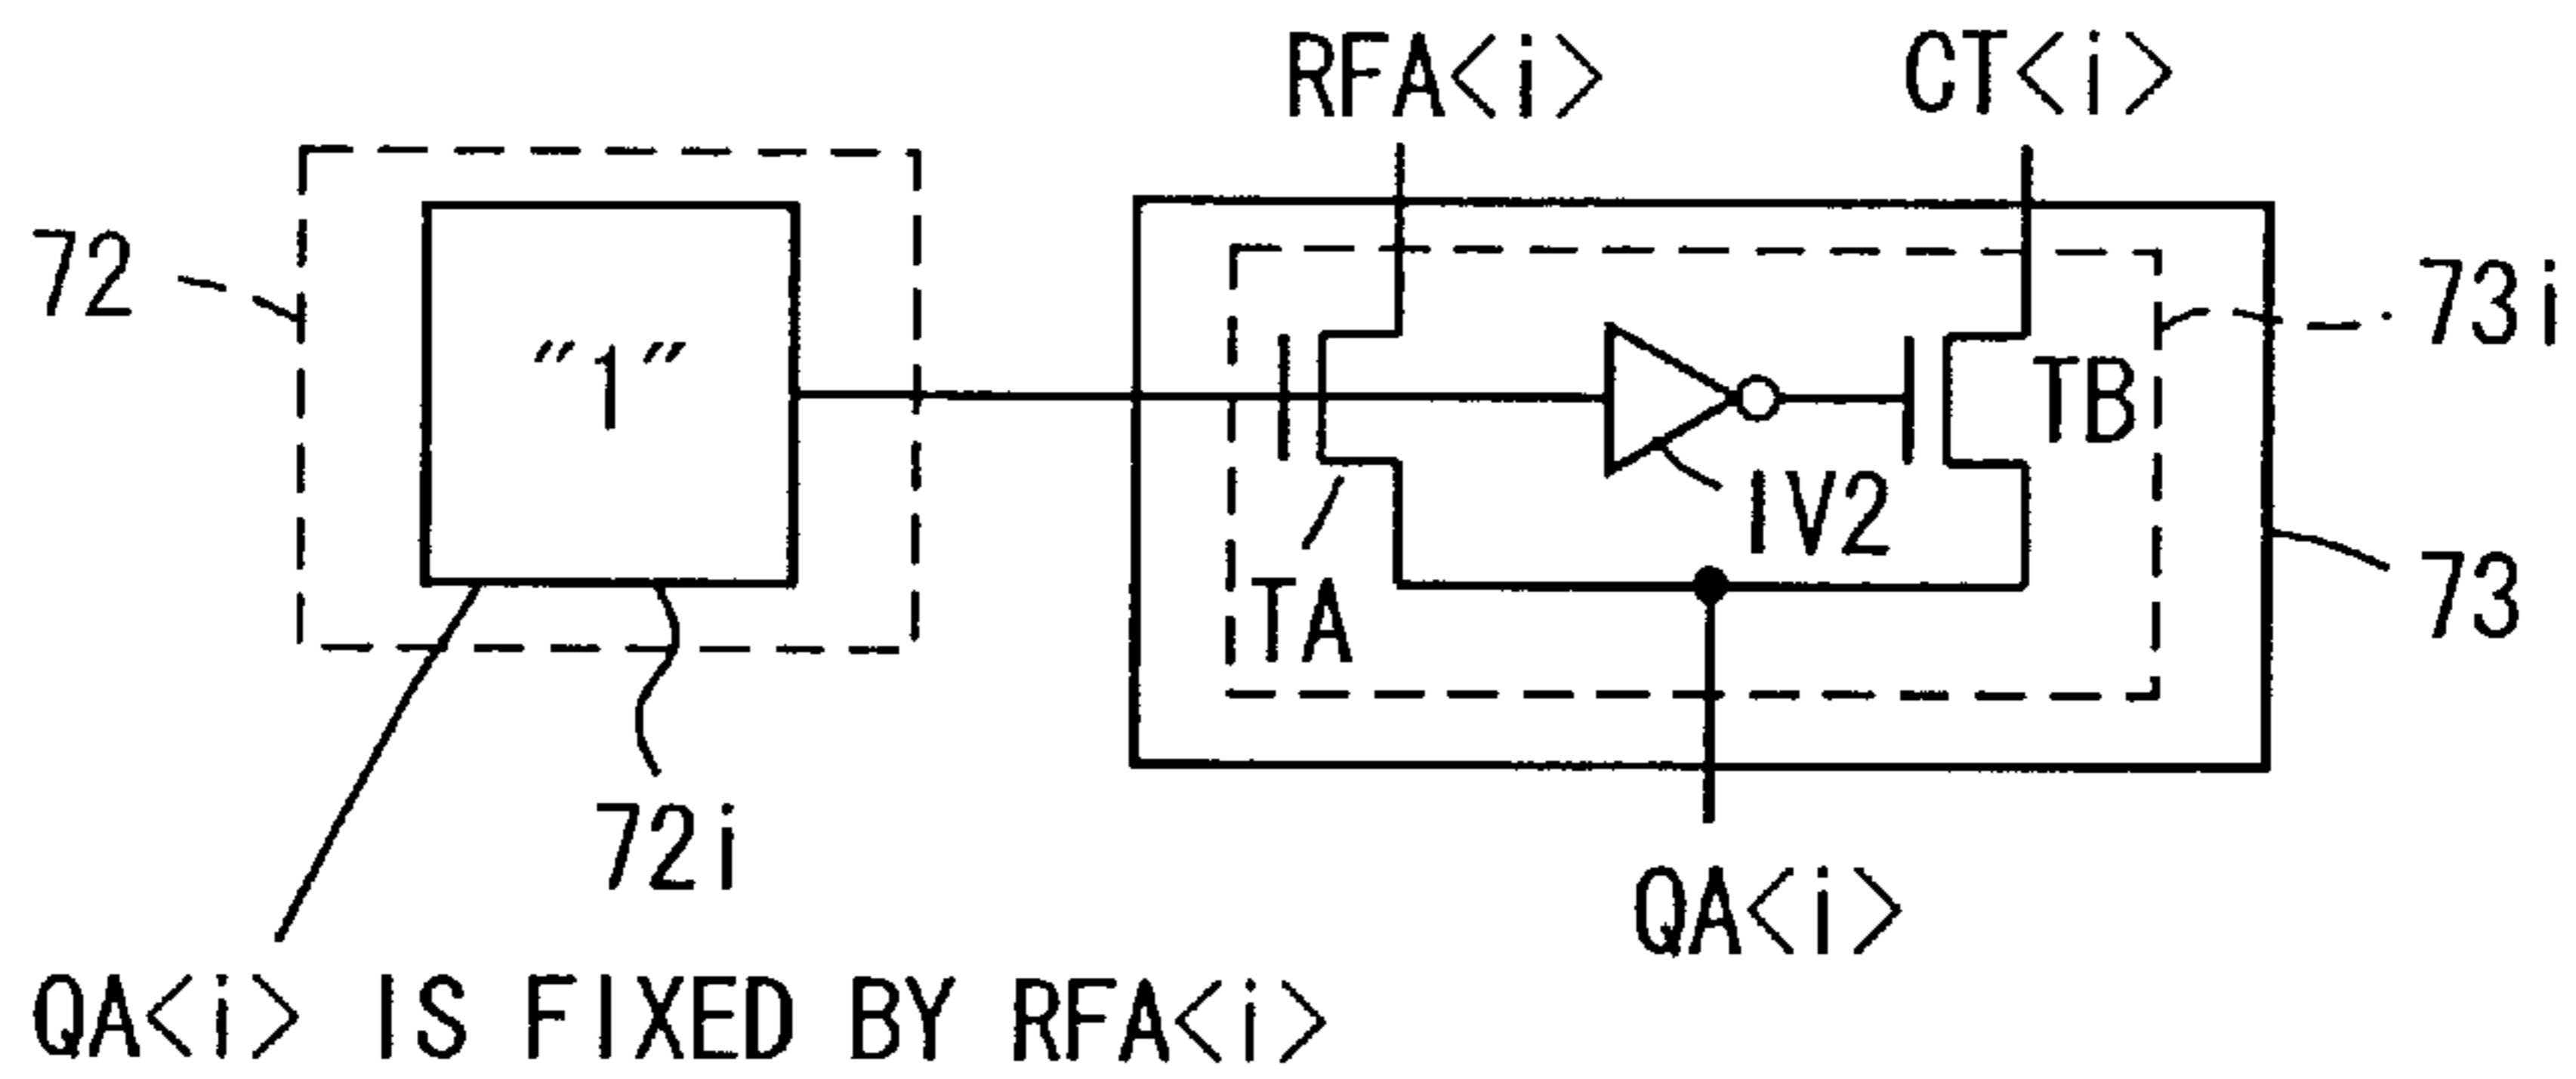 RFA<i> CT<i>
72
"1"
73i
TB
IV2
TA
73
72i
QA<i>
QA<i> IS FIXED BY RFA<i>